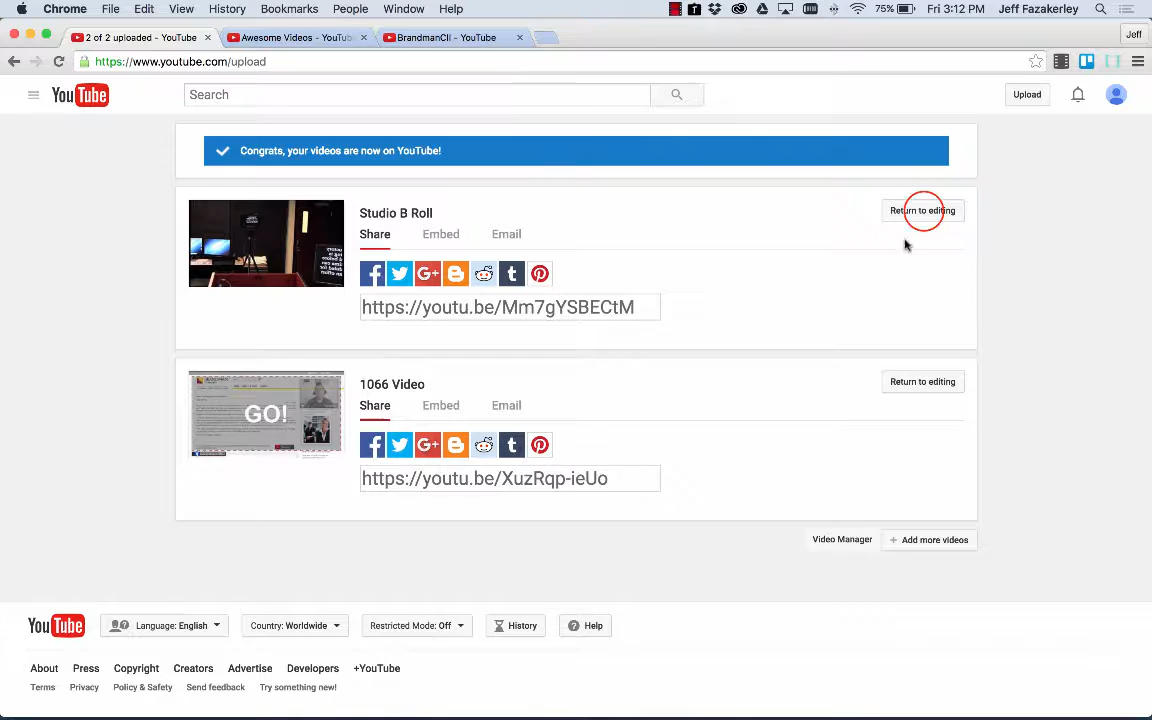 Chrome File Edit View History Bookmarks People Window Help 75% Fri 3:12 PM Jeff Fazakerley
2 of 2 uploaded - YouTube Awesome Videos - YouTu BrandmanCII - YouTube Jeff
https://www.youtube.com/upload
YouTube Search Upload
Congrats, your videos are now on YouTube!
Studio B Roll Return to editing
Share Embed Email
https://youtu.be/Mm7gYSBECtM
1066 Video Return to editing
GO!
Share Embed Email
https://youtu.be/XuzRqp-ieUo
Video Manager + Add more videos
YouTube Language: English Country: Worldwide Restricted Mode: Off History Help
About Press Copyright Creators Advertise Developers +YouTube
Terms Privacy Policy & Safety Send feedback Try something new!